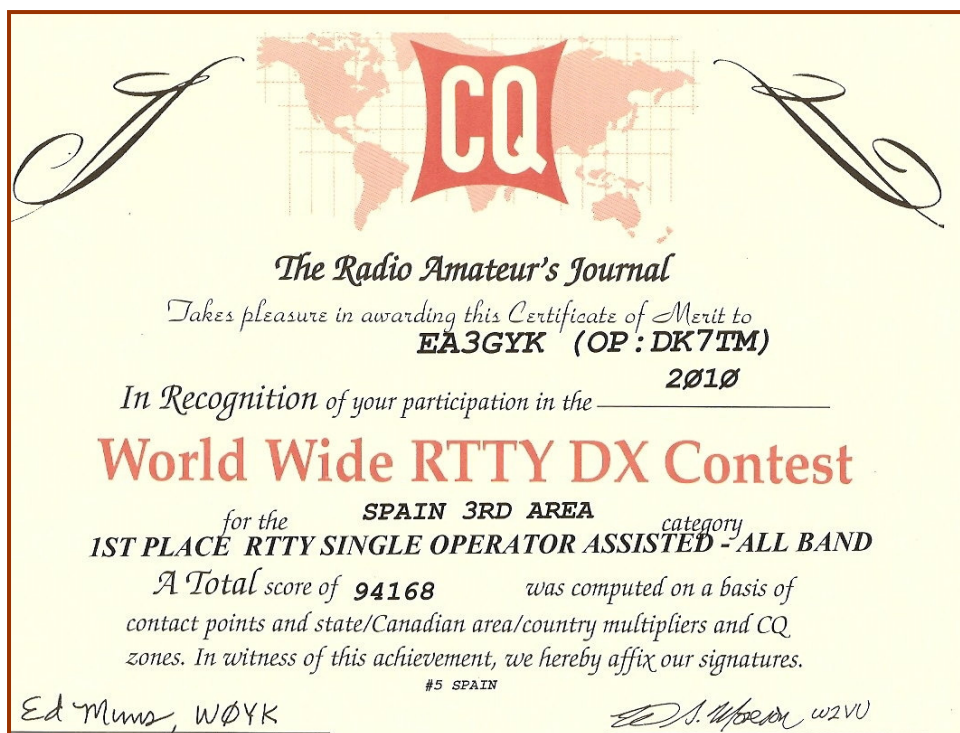 CQ
The Radio Amateur's Journal
Takes pleasure in awarding this Certificate of Merit to
EA3GYK (OP:DK7TM)
2Ø1Ø
In Recognition of your participation in the
World Wide RTTY DX Contest
for the SPAIN 3RD AREA category
1ST PLACE RTTY SINGLE OPERATOR ASSISTED - ALL BAND
A Total score of 94168 was computed on a basis of
contact points and state/Canadian area/country multipliers and CQ
zones. In witness of this achievement, we hereby affix our signatures.
#5 SPAIN
Ed Muns, WØYK W2VU